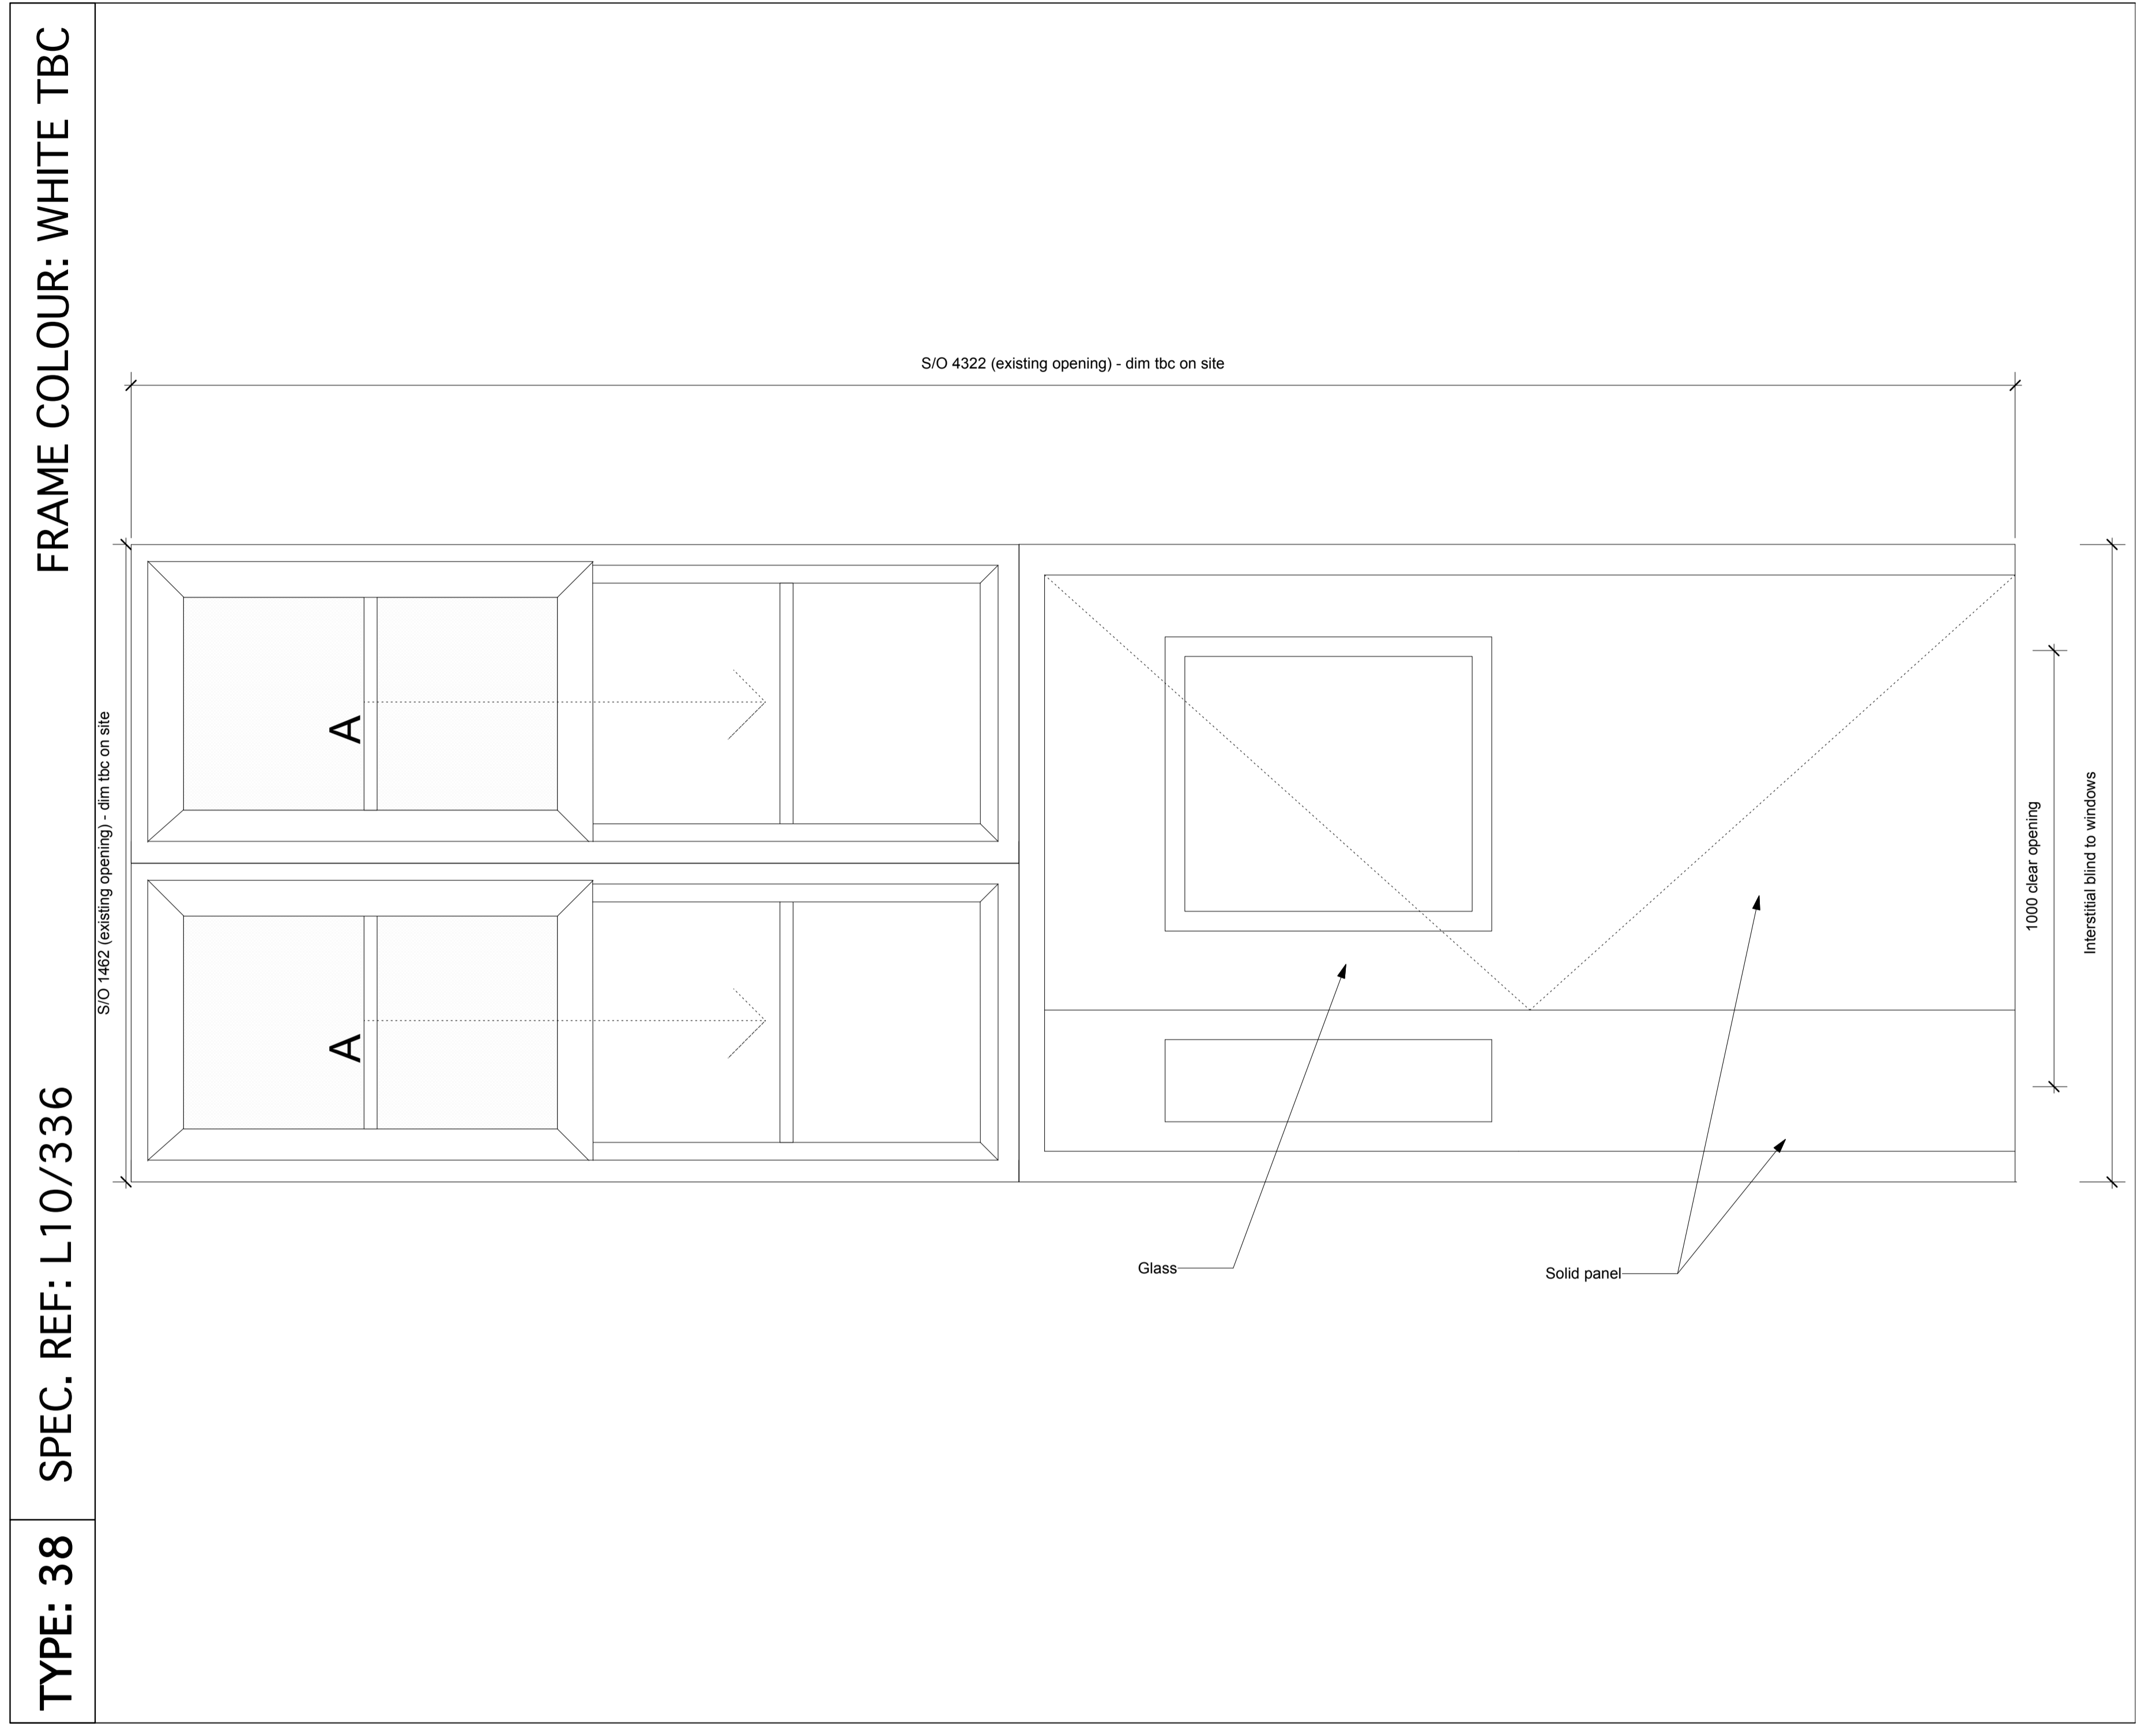 TYPE: 38
SPEC. REF: L10/336
FRAME COLOUR: WHITE TBC
S/O 1462 (existing opening) - dim tbc on site
S/O 4322 (existing opening) - dim tbc on site
A
A
Glass
Solid panel
1000 clear opening
Interstitial blind to windows